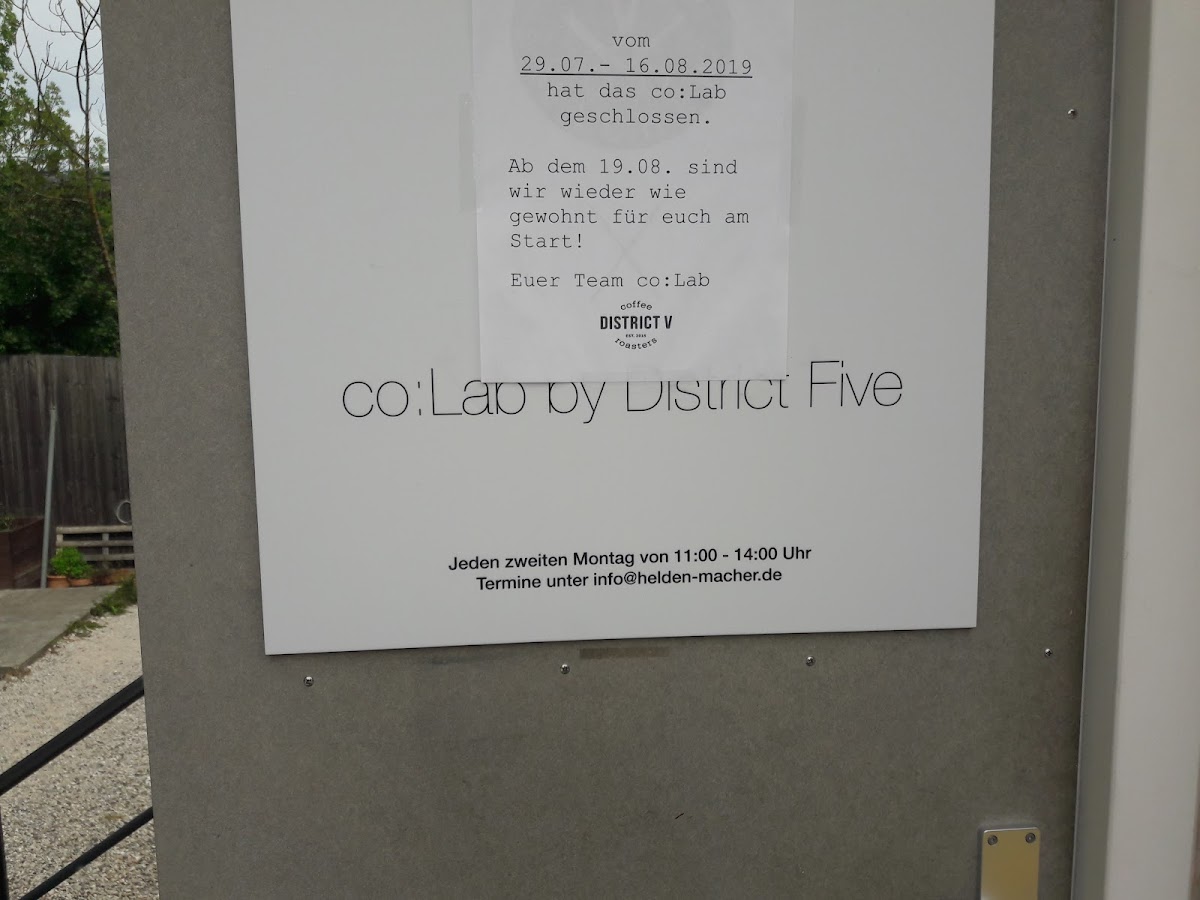 vom
29.07.- 16.08.2019
hat das co:Lab
geschlossen.
Ab dem 19.08. sind
wir wieder wie
gewohnt für euch am
Start!
Euer Team co:Lab
coffee
DISTRICT V
roasters
co:Lab by District Five
Jeden zweiten Montag von 11:00 - 14:00 Uhr
Termine unter info@helden-macher.de